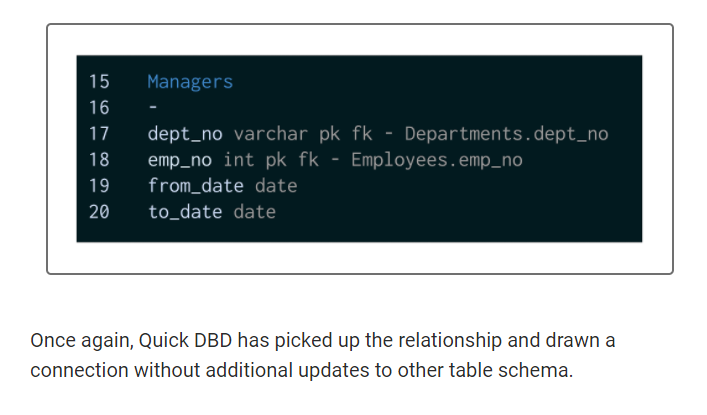 15 Managers
16 -
17 dept_no varchar pk fk - Departments.dept_no
18 emp_no int pk fk - Employees.emp_no
19 from_date date
20 to_date date
Once again, Quick DBD has picked up the relationship and drawn a
connection without additional updates to other table schema.